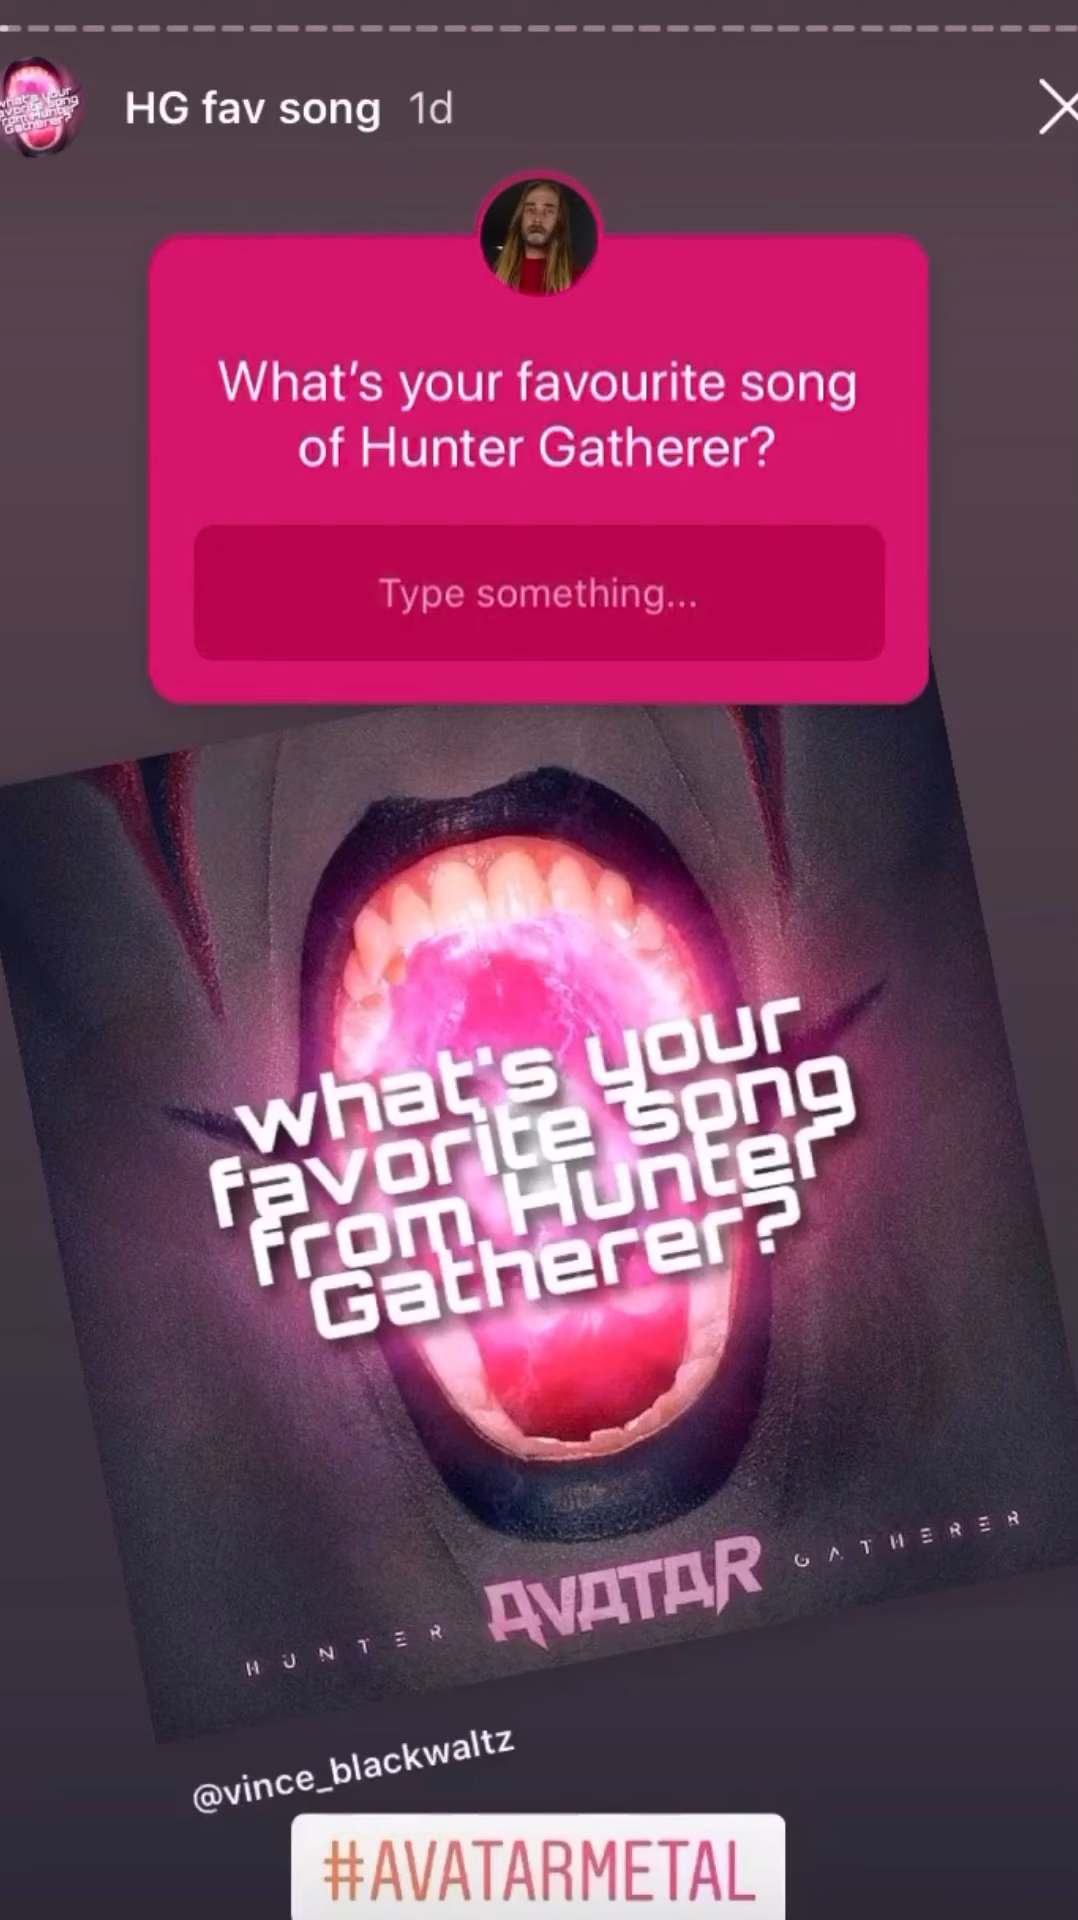 HG fav song 1d
What's your favourite song
of Hunter Gatherer?
Type something...
what's your
favorite song
from Hunter
Gatherer?
HUNTER AVATAR GATHERER
@vince_blackwaltz
#AVATARMETAL